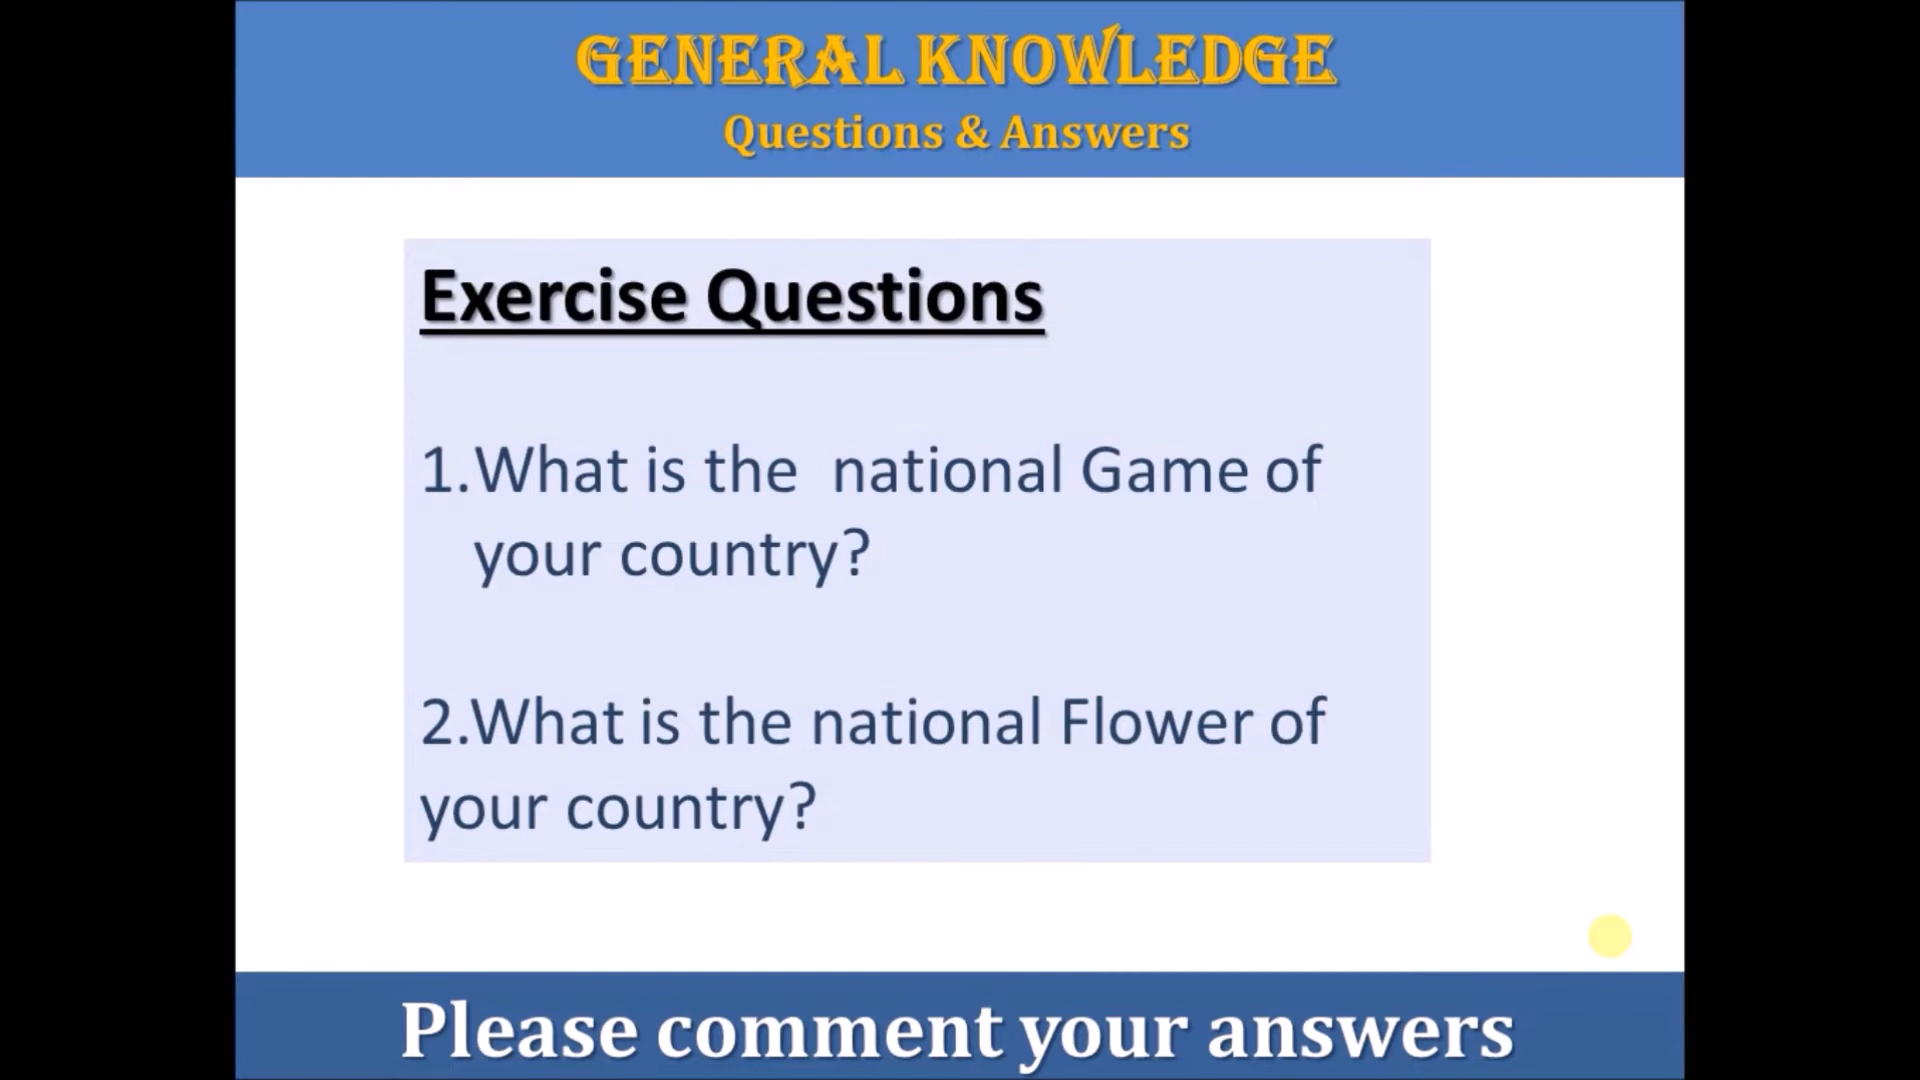 GENERAL KNOWLEDGE
Questions & Answers
Exercise Questions
1.What is the  national Game of
your country?
2.What is the national Flower of
your country?
Please comment your answers